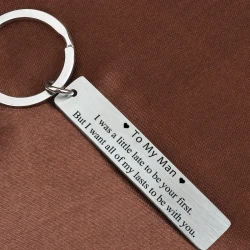 ♥ To My Man ♥
I was a little late to be your first.
But I want all of my lasts to be with you.